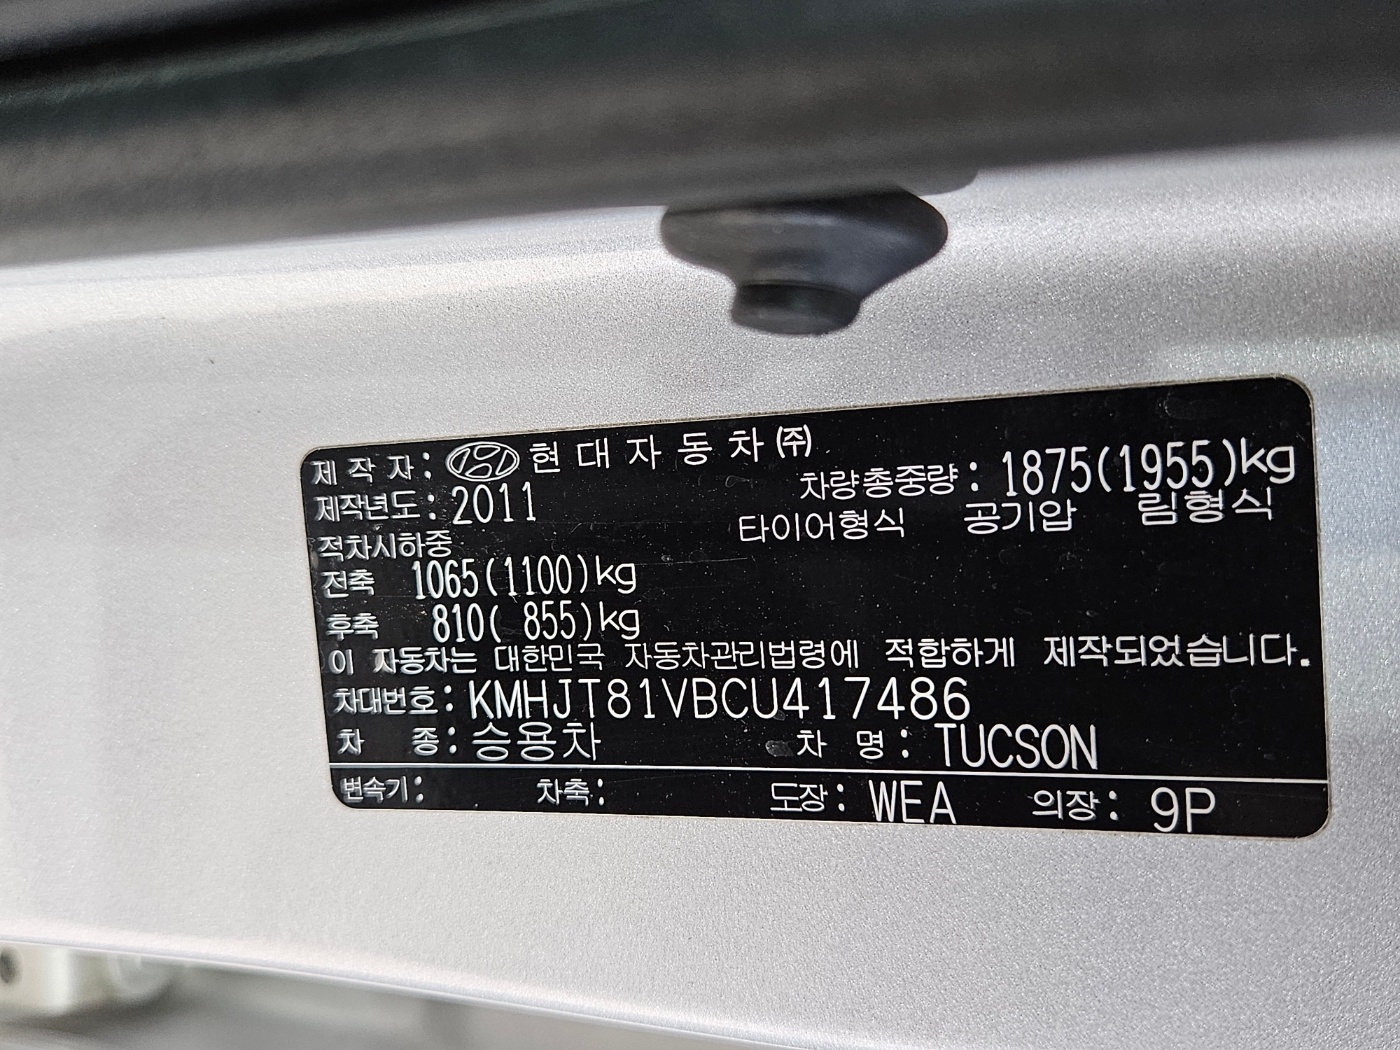 제 작 자 : 현 대 자 동 차 ㈜
제작년도 : 2011 차량총중량 : 1875(1955)kg
적차시하중 타이어형식 공기압 림형식
전축 1065(1100)kg
후축 810( 855)kg
이 자동차는 대한민국 자동차관리법령에 적합하게 제작되었습니다.
차대번호 : KMHJT81VBCU417486
차 종 : 승용차 차 명 : TUCSON
변속기 : 차축 : 도장 : WEA 의장 : 9P